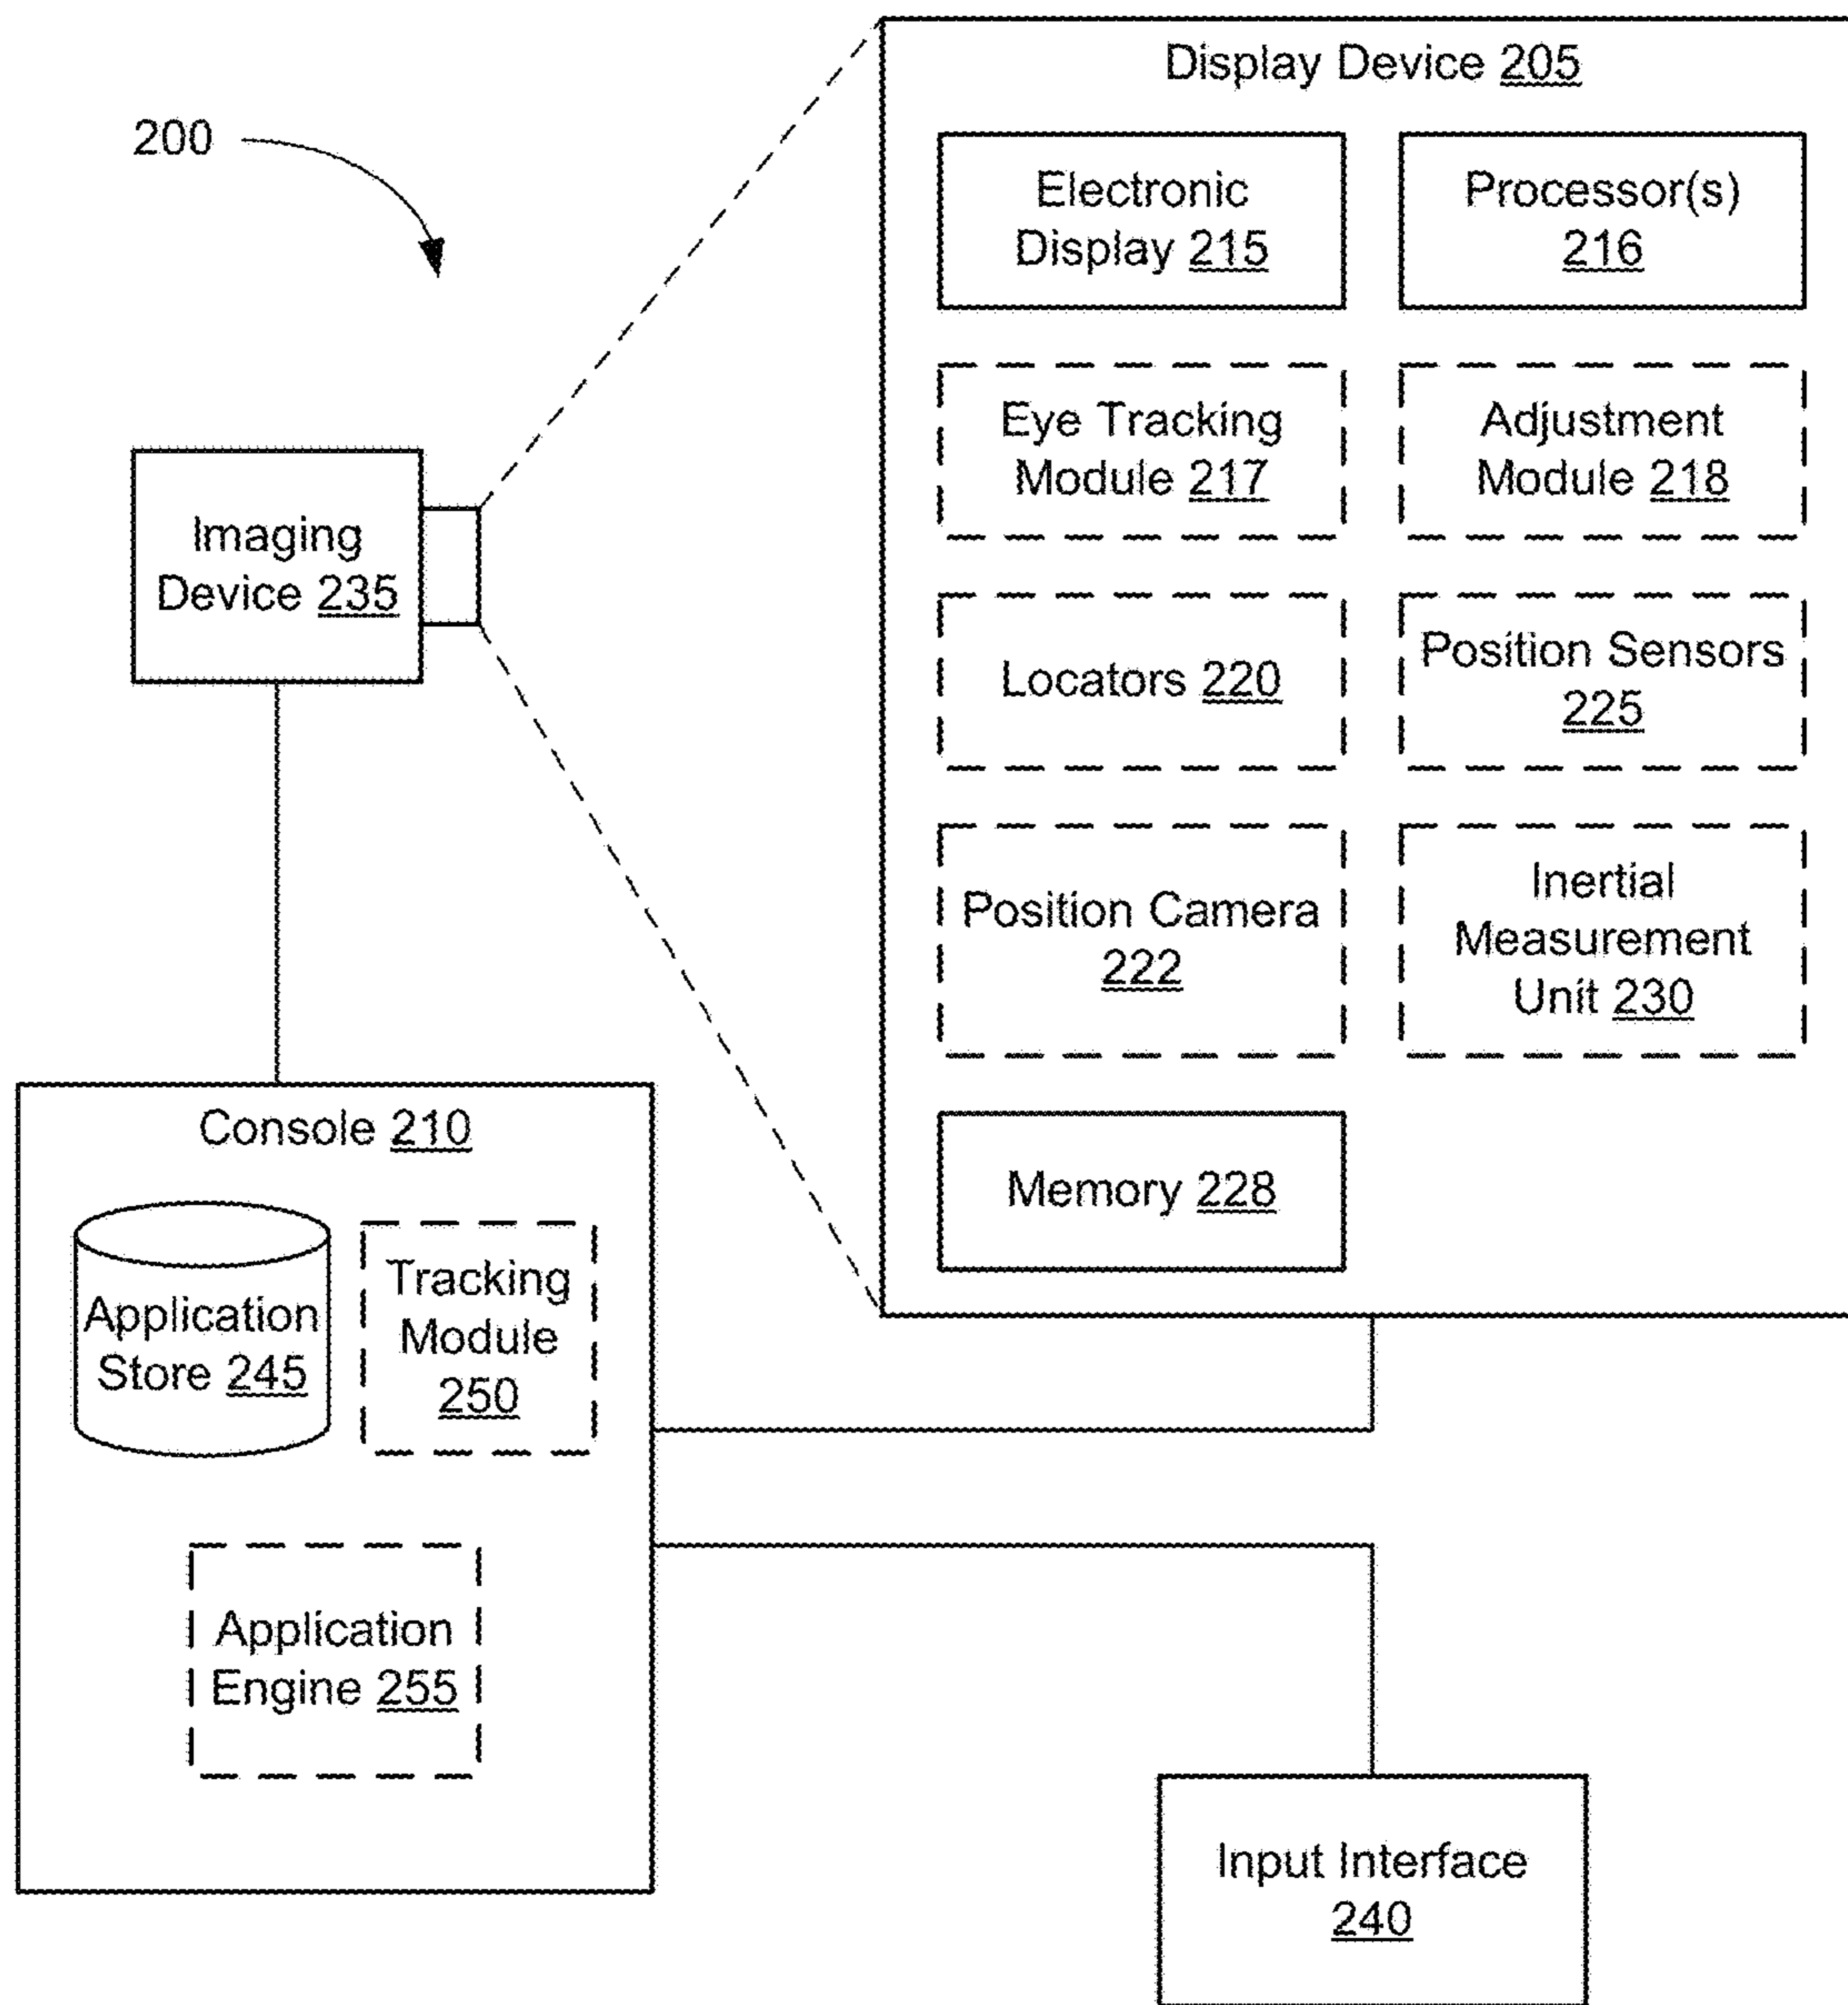 Display Device 205
200
Electronic
Display 215
Processor(s)
216
Eye Tracking
Module 217
Adjustment
Module 218
Imaging
Device 235
Locators 220
Position Sensors
225
Position Camera
222
Inertial
Measurement
Unit 230
Memory 228
Console 210
Application
Store 245
Tracking
Module
250
Application
Engine 255
Input Interface
240